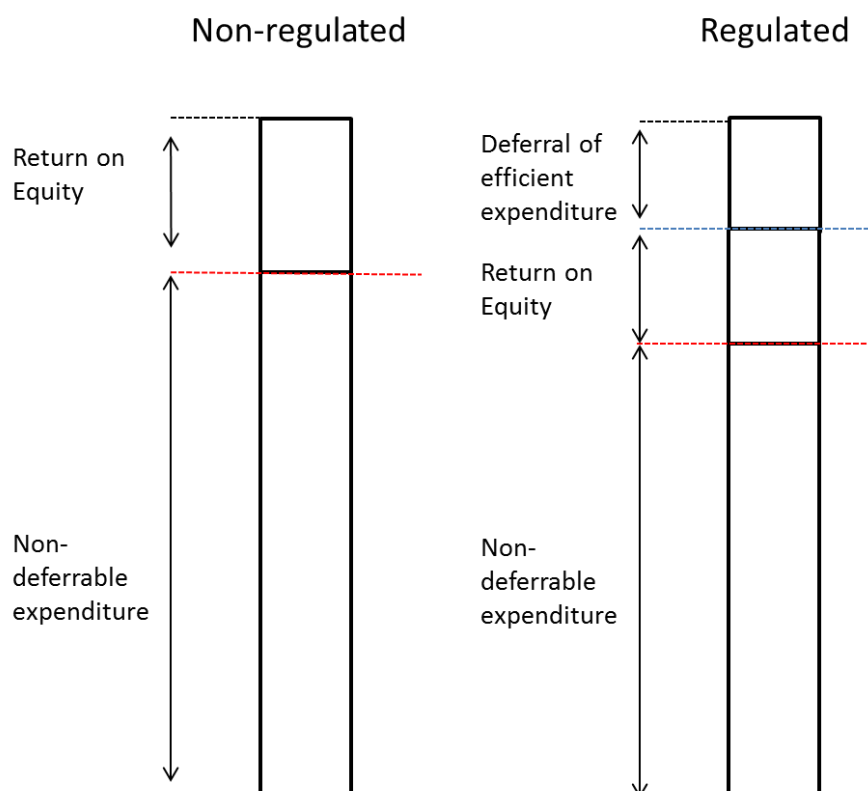 Non-regulated
Return on
Equity
Non-
deferrable
expenditure
Regulated
Deferral of
efficient
expenditure
Return on
Equity
Non-
deferrable
expenditure